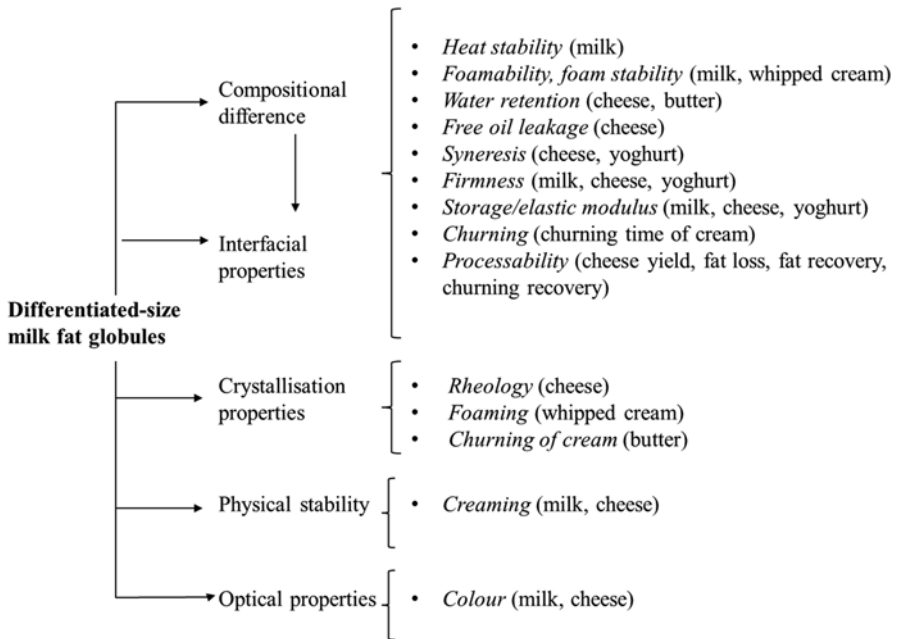 Differentiated-size
milk fat globules
Compositional
difference
Interfacial
properties
• Heat stability (milk)
• Foamability, foam stability (milk, whipped cream)
• Water retention (cheese, butter)
• Free oil leakage (cheese)
• Syneresis (cheese, yoghurt)
• Firmness (milk, cheese, yoghurt)
• Storage/elastic modulus (milk, cheese, yoghurt)
• Churning (churning time of cream)
• Processability (cheese yield, fat loss, fat recovery,
churning recovery)
Crystallisation
properties
• Rheology (cheese)
• Foaming (whipped cream)
• Churning of cream (butter)
Physical stability
• Creaming (milk, cheese)
Optical properties
• Colour (milk, cheese)